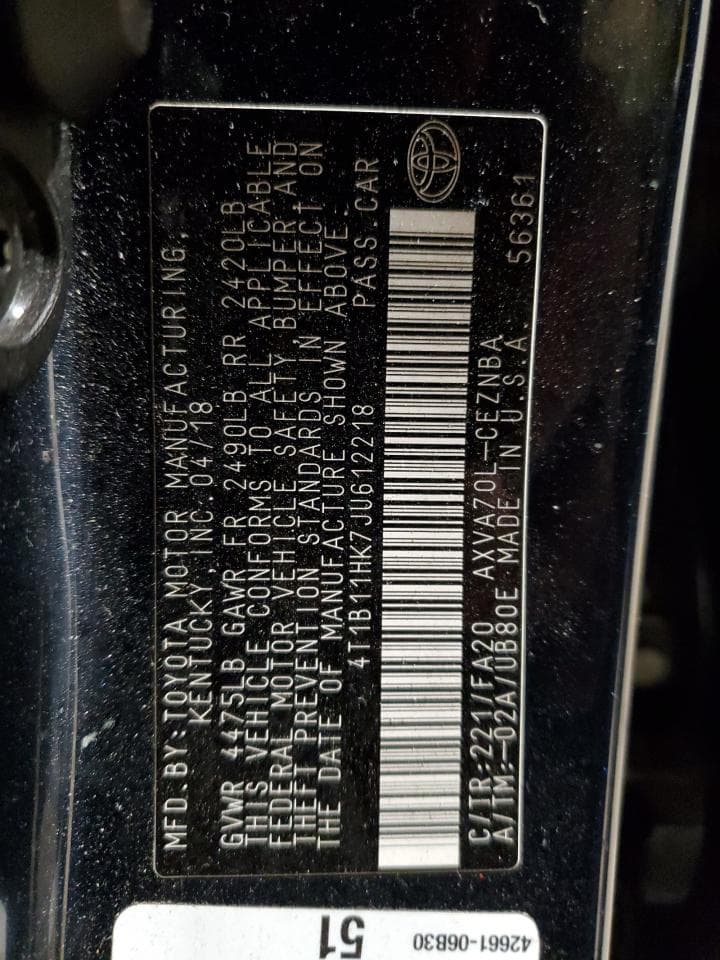 MFD.BY:TOYOTA MOTOR MANUFACTURING,
KENTUCKY, INC.04/18
GVWR 4475LB GAWR FR 2490LB RR 2420LB
THIS VEHICLE CONFORMS TO ALL APPLICABLE
FEDERAL MOTOR VEHICLE SAFETY,BUMPER AND
THEFT PREVENTION STANDARDS IN EFFECT ON
THE DATE OF MANUFACTURE SHOWN ABOVE.
4T1B11HK7JU612218 PASS.CAR
C/TR:221/FA20 AXVA70L-CEZNBA
A/TM:-02A/UB80E MADE IN U.S.A. 56361
51
42661-06B30